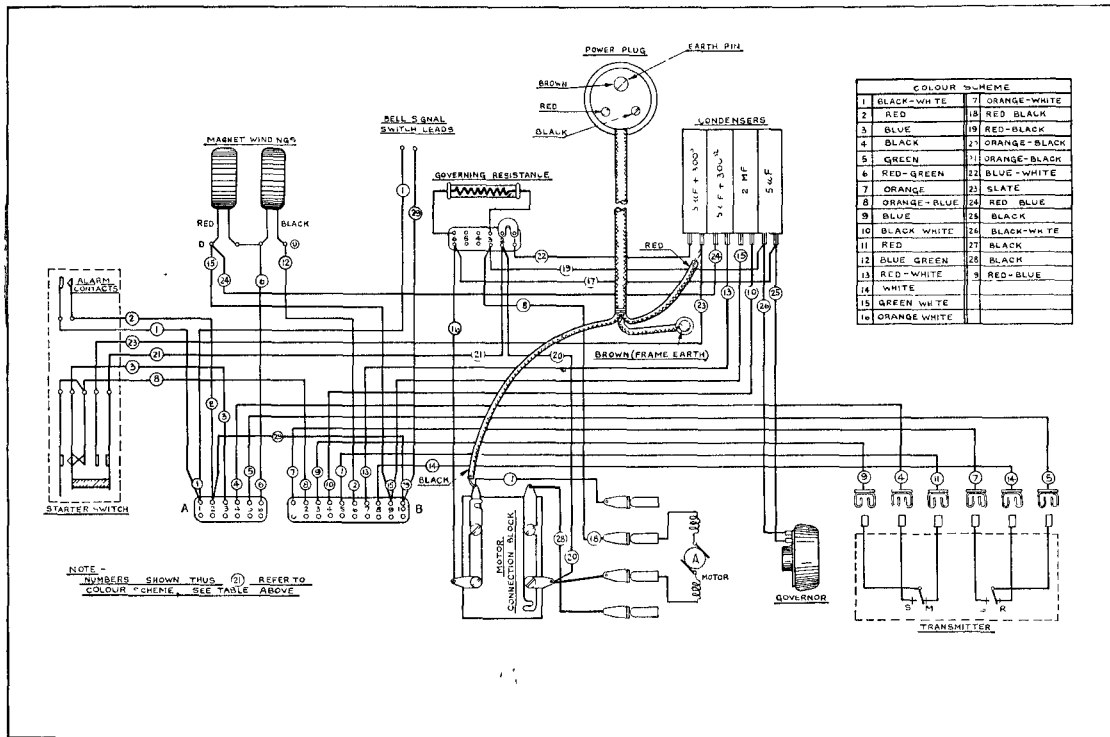 POWER PLUG
EARTH PIN
BROWN
RED
BLACK
BELL SIGNAL
SWITCH LEADS
CONDENSERS
MAGNET WINDINGS
GOVERNING RESISTANCE
RED
BLACK
D
U
2 MF
RED
ALARM
CONTACTS
BROWN (FRAME EARTH)
BLACK
STARTER SWITCH
A
B
MOTOR
CONNECTION BLOCK
A
MOTOR
GOVERNOR
S M
R
TRANSMITTER
NOTE -
NUMBERS SHOWN THUS (21) REFER TO
COLOUR SCHEME, SEE TABLE ABOVE
COLOUR SCHEME
1 BLACK-WHITE 7 ORANGE-WHITE
2 RED 18 RED BLACK
3 BLUE 19 RED-BLACK
4 BLACK ORANGE-BLACK
5 GREEN 21 ORANGE-BLACK
6 RED-GREEN 22 BLUE-WHITE
7 ORANGE 23 SLATE
8 ORANGE-BLUE 24 RED BLUE
9 BLUE 25 BLACK
10 BLACK WHITE 26 BLACK-WHITE
11 RED 27 BLACK
12 BLUE GREEN 28 BLACK
13 RED-WHITE 9 RED-BLUE
14 WHITE
15 GREEN WHITE
16 ORANGE WHITE